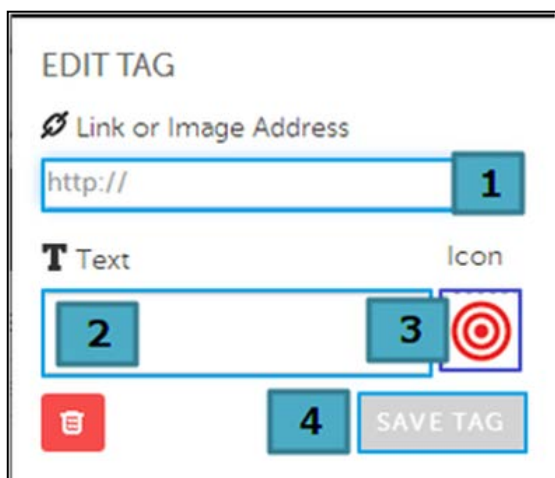 EDIT TAG
Link or Image Address
http:// 1
T Text Icon
2 3
4 SAVE TAG